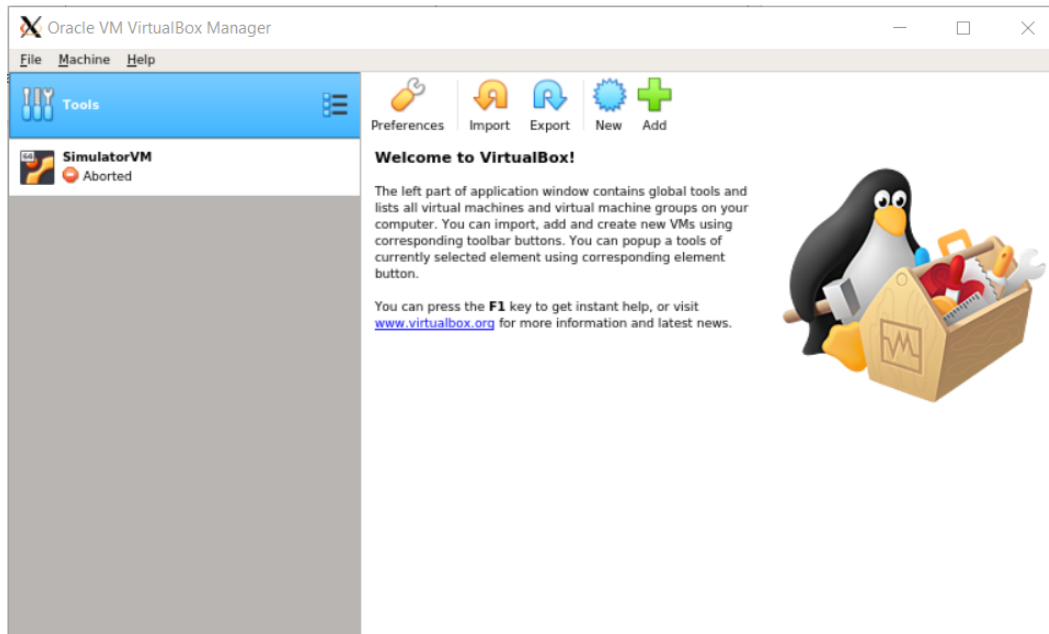 Oracle VM VirtualBox Manager
File Machine Help
Tools
SimulatorVM
Aborted
Preferences Import Export New Add
Welcome to VirtualBox!
The left part of application window contains global tools and
lists all virtual machines and virtual machine groups on your
computer. You can import, add and create new VMs using
corresponding toolbar buttons. You can popup a tools of
currently selected element using corresponding element
button.
You can press the F1 key to get instant help, or visit
www.virtualbox.org for more information and latest news.